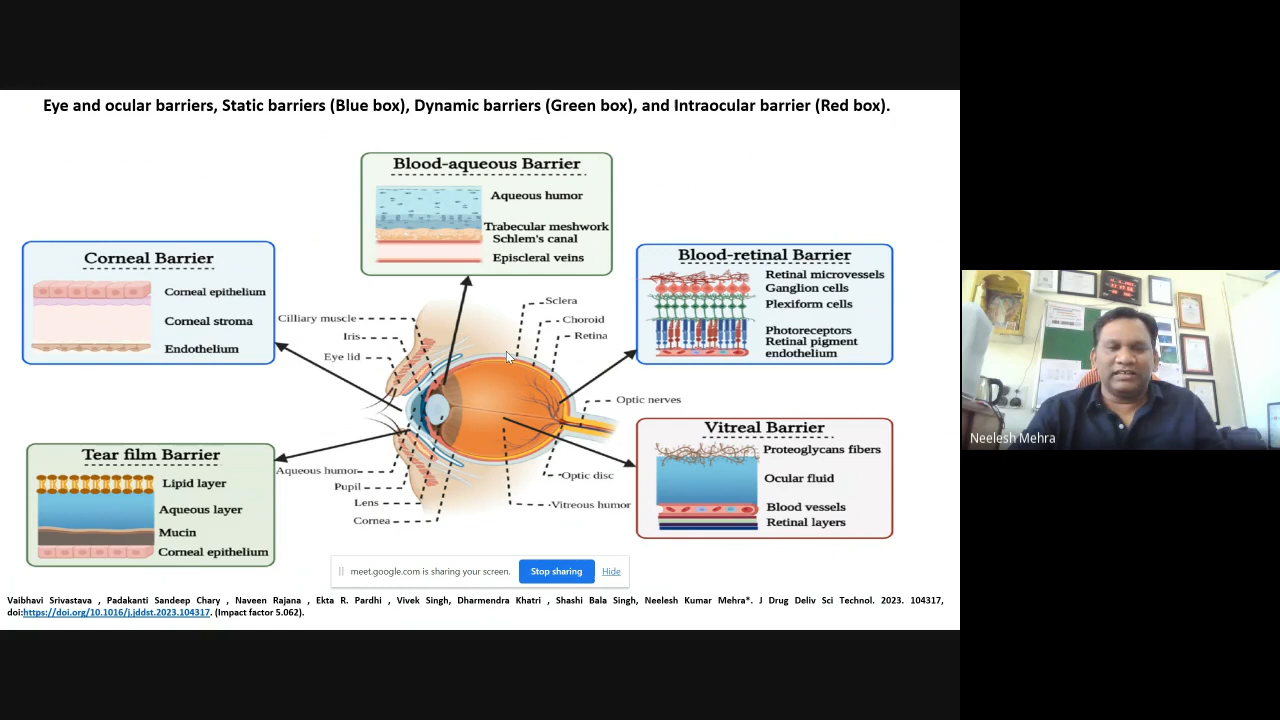 Eye and ocular barriers, Static barriers (Blue box), Dynamic barriers (Green box), and Intraocular barrier (Red box).
Blood-aqueous Barrier
Aqueous humor
Trabecular meshwork
Schlem's canal
Episcleral veins
Corneal Barrier
Corneal epithelium
Corneal stroma
Endothelium
Blood-retinal Barrier
Retinal microvessels
Ganglion cells
Plexiform cells
Photoreceptors
Retinal pigment
endothelium
Cilliary muscle
Iris
Eye lid
Sclera
Choroid
Retina
Optic nerves
Tear film Barrier
Lipid layer
Aqueous layer
Mucin
Corneal epithelium
Aqueous humor
Pupil
Lens
Cornea
Optic disc
Vitreous humor
Vitreal Barrier
Proteoglycans fibers
Ocular fluid
Blood vessels
Retinal layers
meet.google.com is sharing your screen.
Stop sharing
Hide
Vaibhavi Srivastava , Padakanti Sandeep Chary , Naveen Rajana , Ekta R. Pardhi , Vivek Singh, Dharmendra Khatri , Shashi Bala Singh, Neelesh Kumar Mehra*. J Drug Deliv Sci Technol. 2023. 104317,
doi:https://doi.org/10.1016/j.jddst.2023.104317. (Impact factor 5.062).
Neelesh Mehra